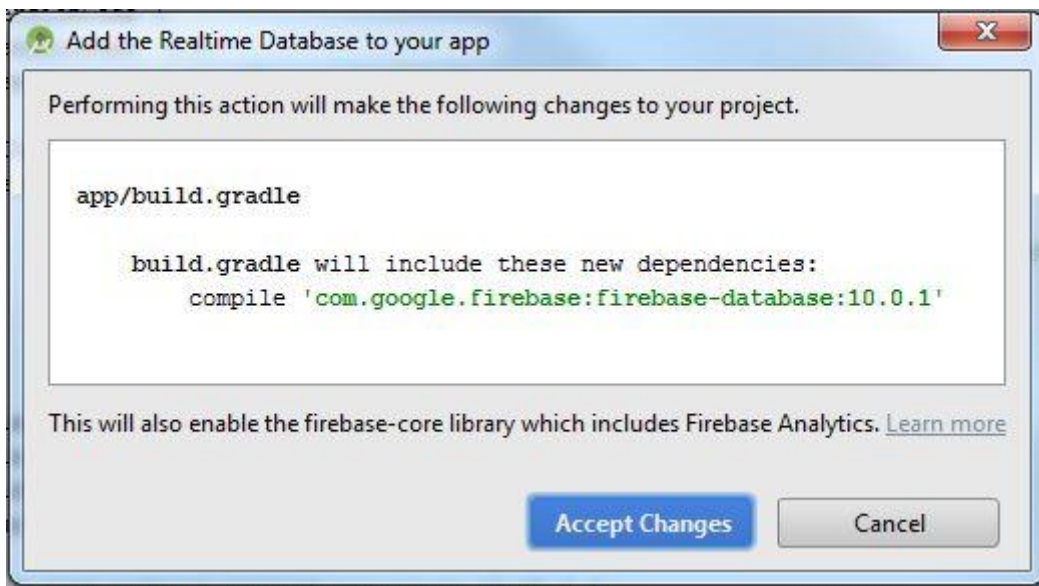 Add the Realtime Database to your app
Performing this action will make the following changes to your project.
app/build.gradle
build.gradle will include these new dependencies:
compile 'com.google.firebase:firebase-database:10.0.1'
This will also enable the firebase-core library which includes Firebase Analytics. Learn more
Accept Changes Cancel